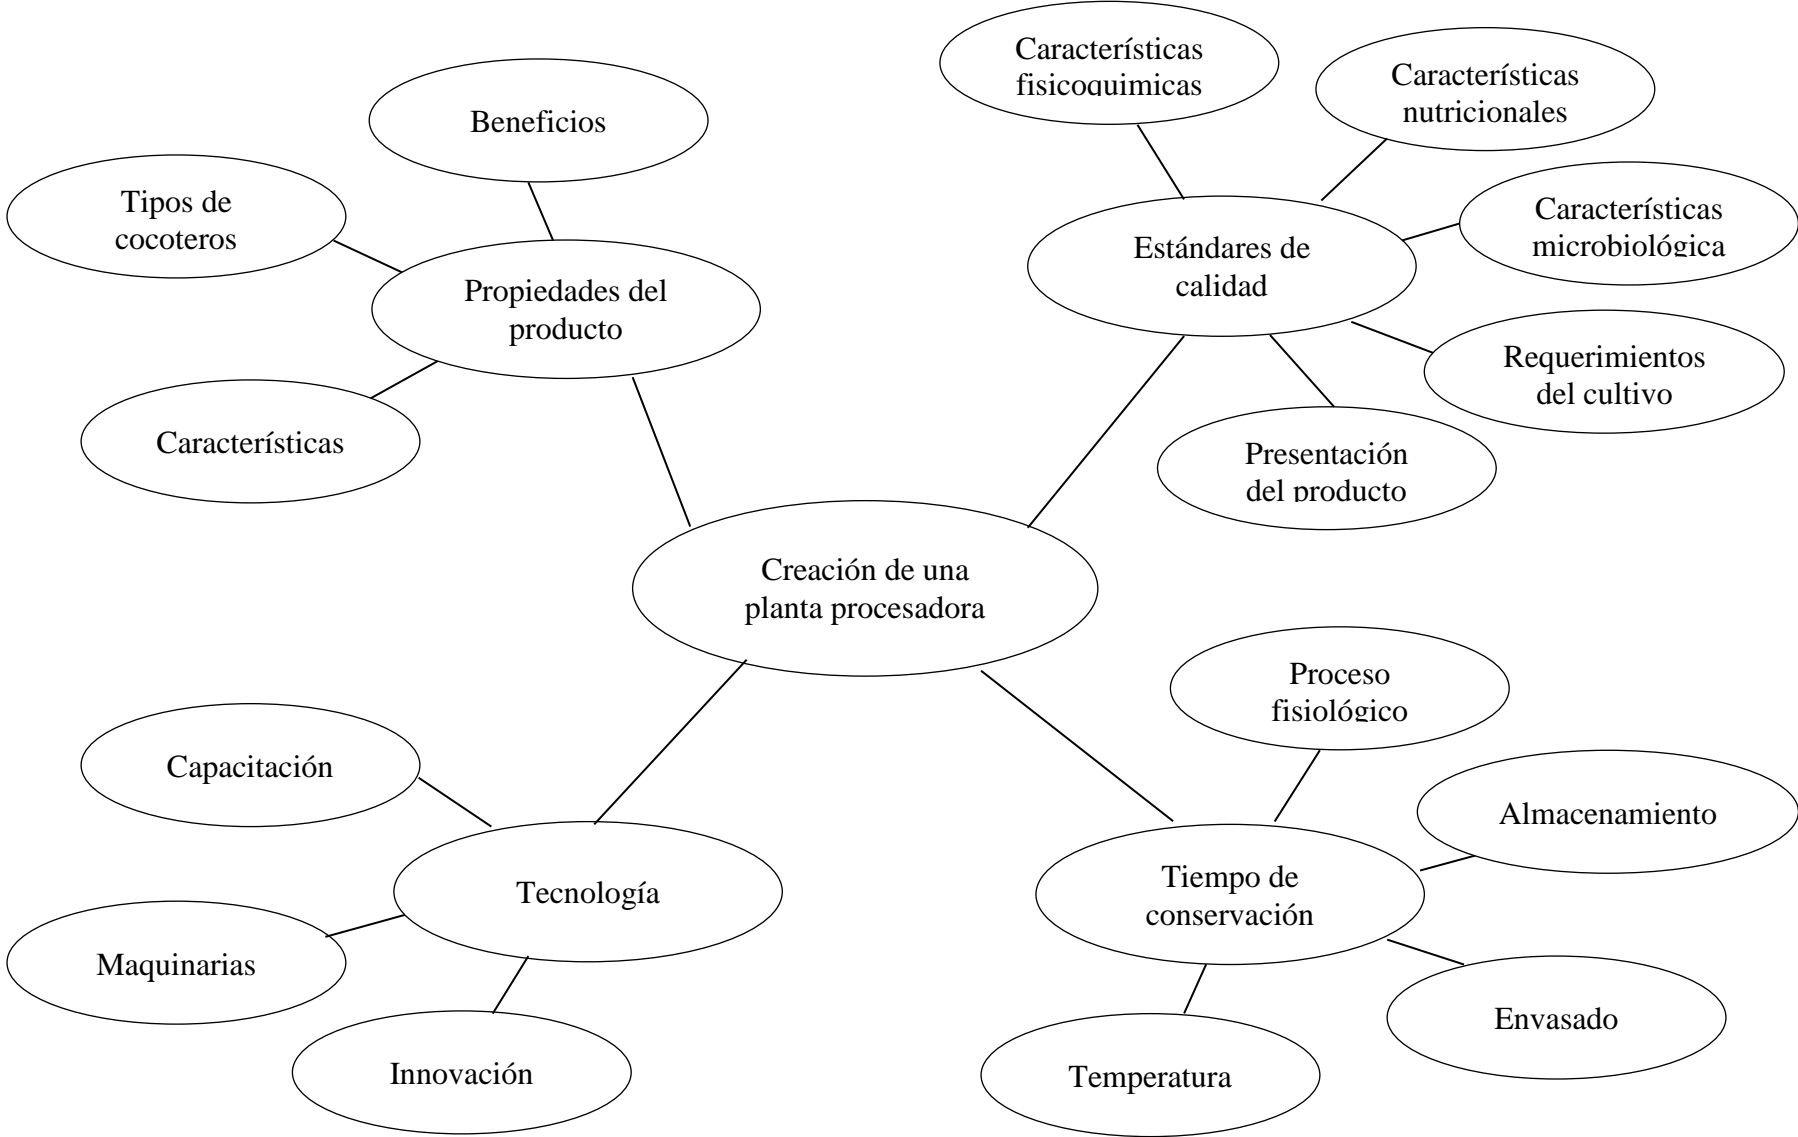 Características
fisicoquimicas
Características
nutricionales
Beneficios
Tipos de
cocoteros
Características
microbiológica
Estándares de
calidad
Propiedades del
producto
Requerimientos
del cultivo
Características
Presentación
del producto
Creación de una
planta procesadora
Proceso
fisiológico
Capacitación
Almacenamiento
Tecnología
Tiempo de
conservación
Maquinarias
Envasado
Innovación
Temperatura